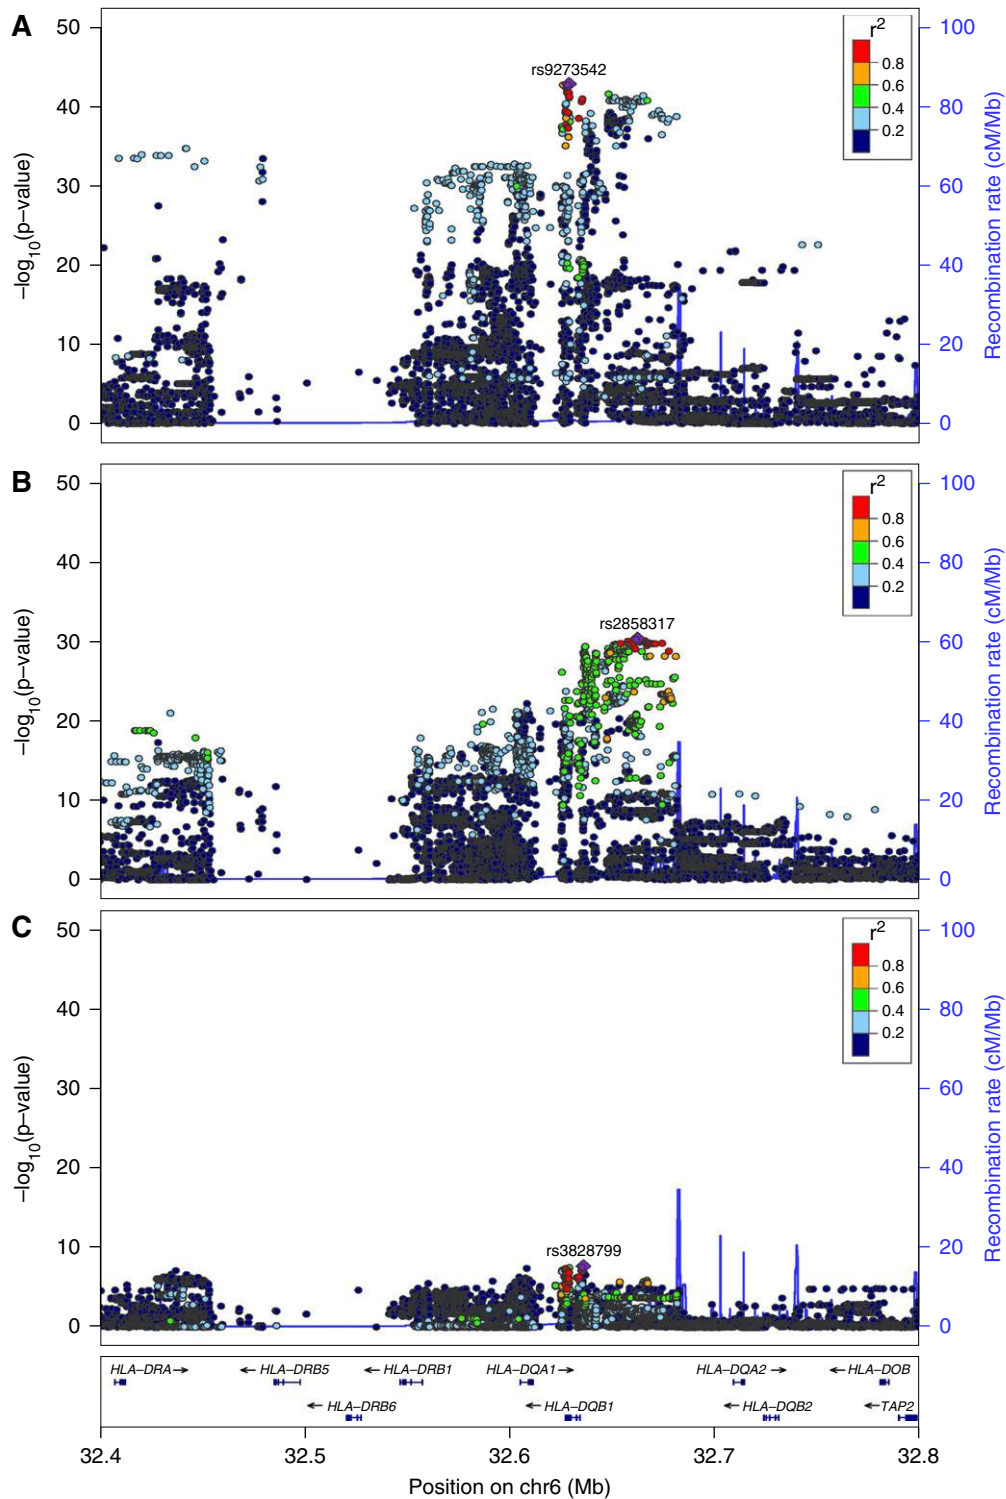 A
50
40
30
20
10
0
−log10(p−value)
rs9273542
r2
0.8
0.6
0.4
0.2
100
80
60
40
20
0
Recombination rate (cM/Mb)
B
50
40
30
20
10
0
−log10(p−value)
rs2858317
r2
0.8
0.6
0.4
0.2
100
80
60
40
20
0
Recombination rate (cM/Mb)
C
50
40
30
20
10
0
−log10(p−value)
rs3828799
r2
0.8
0.6
0.4
0.2
100
80
60
40
20
0
Recombination rate (cM/Mb)
HLA−DRA→ ←HLA−DRB5 ←HLA−DRB1 HLA−DQA1→ HLA−DQA2→ ←HLA−DOB
←HLA−DRB6 ←HLA−DQB1 ←HLA−DQB2 ←TAP2
32.4 32.5 32.6 32.7 32.8
Position on chr6 (Mb)